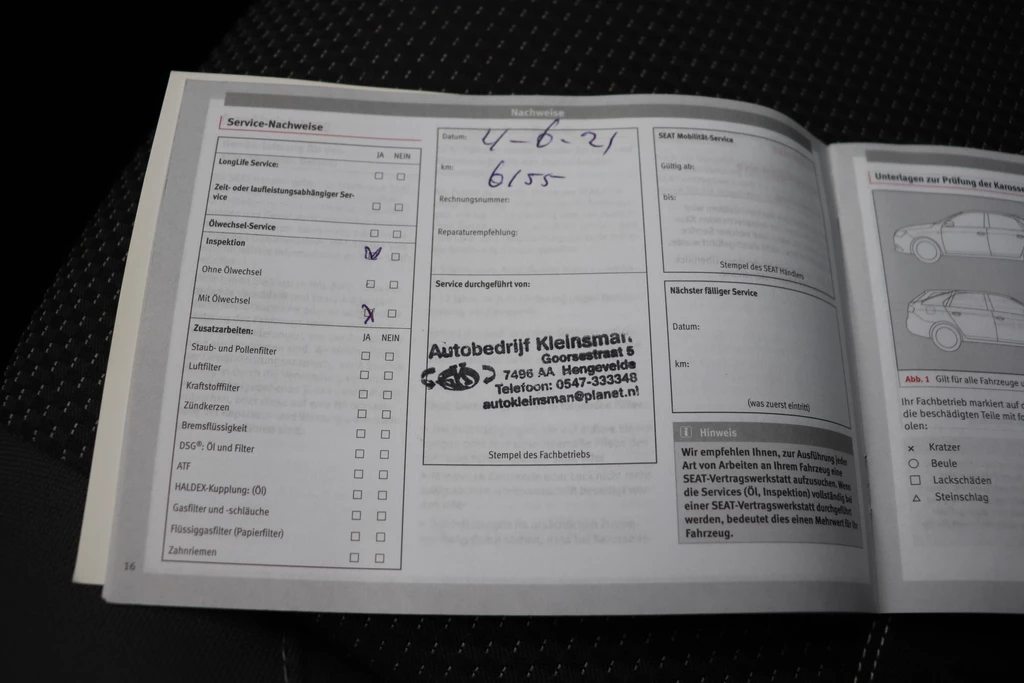 Nachweise
Service-Nachweise
JA NEIN
LongLife Service:
Zeit- oder laufleistungsabhängiger Ser-
vice
Ölwechsel-Service
Inspektion
Ohne Ölwechsel
Mit Ölwechsel
Zusatzarbeiten: JA NEIN
Staub- und Pollenfilter
Luftfilter
Kraftstofffilter
Zündkerzen
Bremsflüssigkeit
DSG®: Öl und Filter
ATF
HALDEX-Kupplung: (Öl)
Gasfilter und -schläuche
Flüssiggasfilter (Papierfilter)
Zahnriemen
16
Datum: 4-6-21
km: 6155
Rechnungsnummer:
Reparaturempfehlung:
Service durchgeführt von:
Autobedrijf Kleinsman
Goorsestraat 5
7496 AA Hengevelde
Telefoon: 0547-333348
autokleinsman@planet.nl
Stempel des Fachbetriebs
SEAT Mobilität-Service
Gültig ab:
bis:
Stempel des SEAT Händlers
Nächster fälliger Service
Datum:
km:
(was zuerst eintritt)
Hinweis
Wir empfehlen Ihnen, zur Ausführung jeder
Art von Arbeiten an Ihrem Fahrzeug eine
SEAT-Vertragswerkstatt aufzusuchen. Wenn
die Services (Öl, Inspektion) vollständig bei
einer SEAT-Vertragswerkstatt durchgeführt
werden, bedeutet dies einen Mehrwert für Ihr
Fahrzeug.
Unterlagen zur Prüfung der
Abb. 1 Gilt für alle Fahrzeuge
Ihr Fachbetrieb markiert auf
die beschädigten Teile mit
olen:
Kratzer
Beule
Lackschäden
Steinschlag